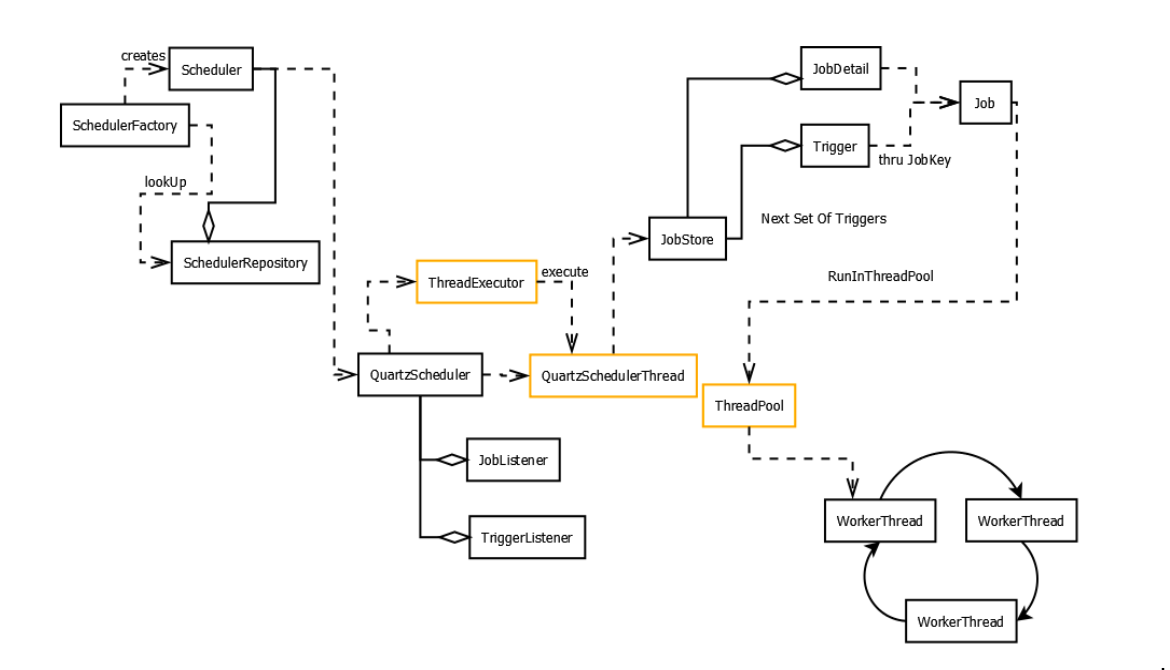 creates
Scheduler
SchedulerFactory
lookUp
SchedulerRepository
JobDetail
Job
Trigger
thru JobKey
Next Set Of Triggers
JobStore
RunInThreadPool
ThreadExecutor
execute
QuartzScheduler
QuartzSchedulerThread
ThreadPool
JobListener
TriggerListener
WorkerThread
WorkerThread
WorkerThread